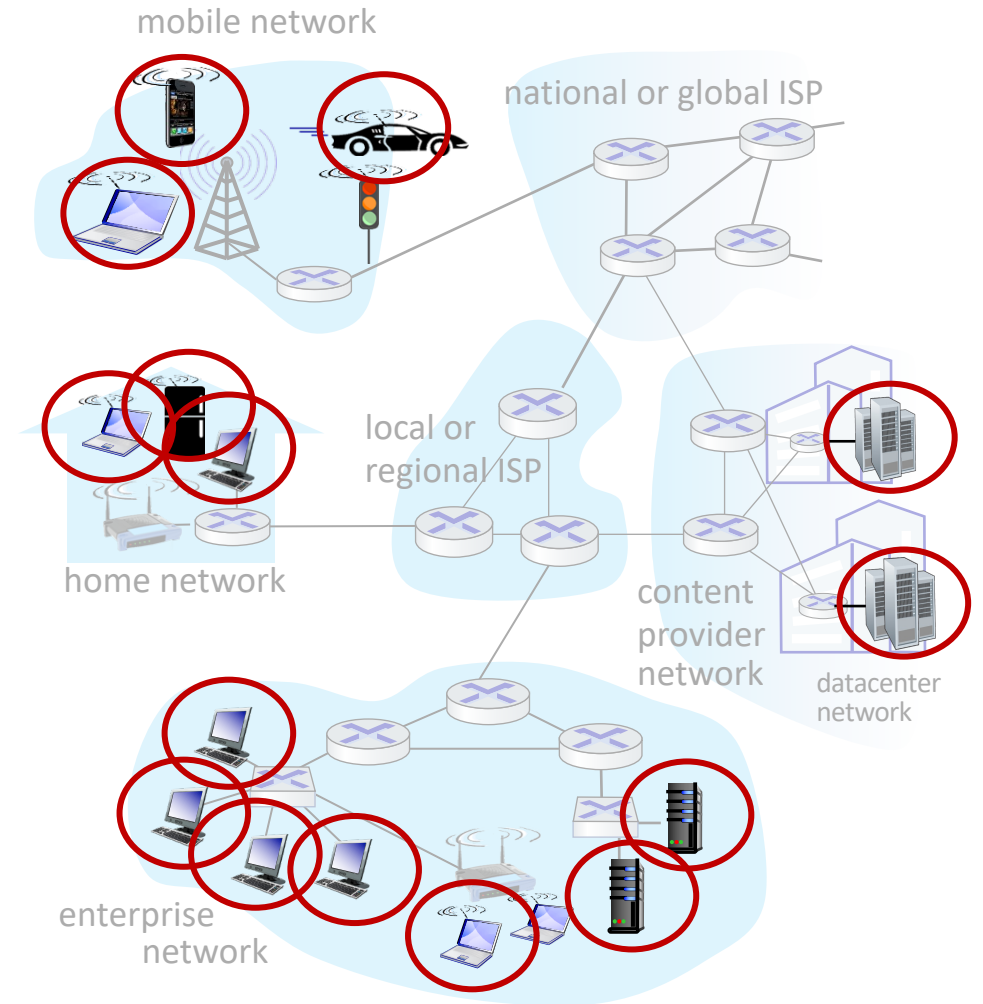 mobile network
national or global ISP
local or
regional ISP
home network
content
provider
network
datacenter
network
enterprise
network